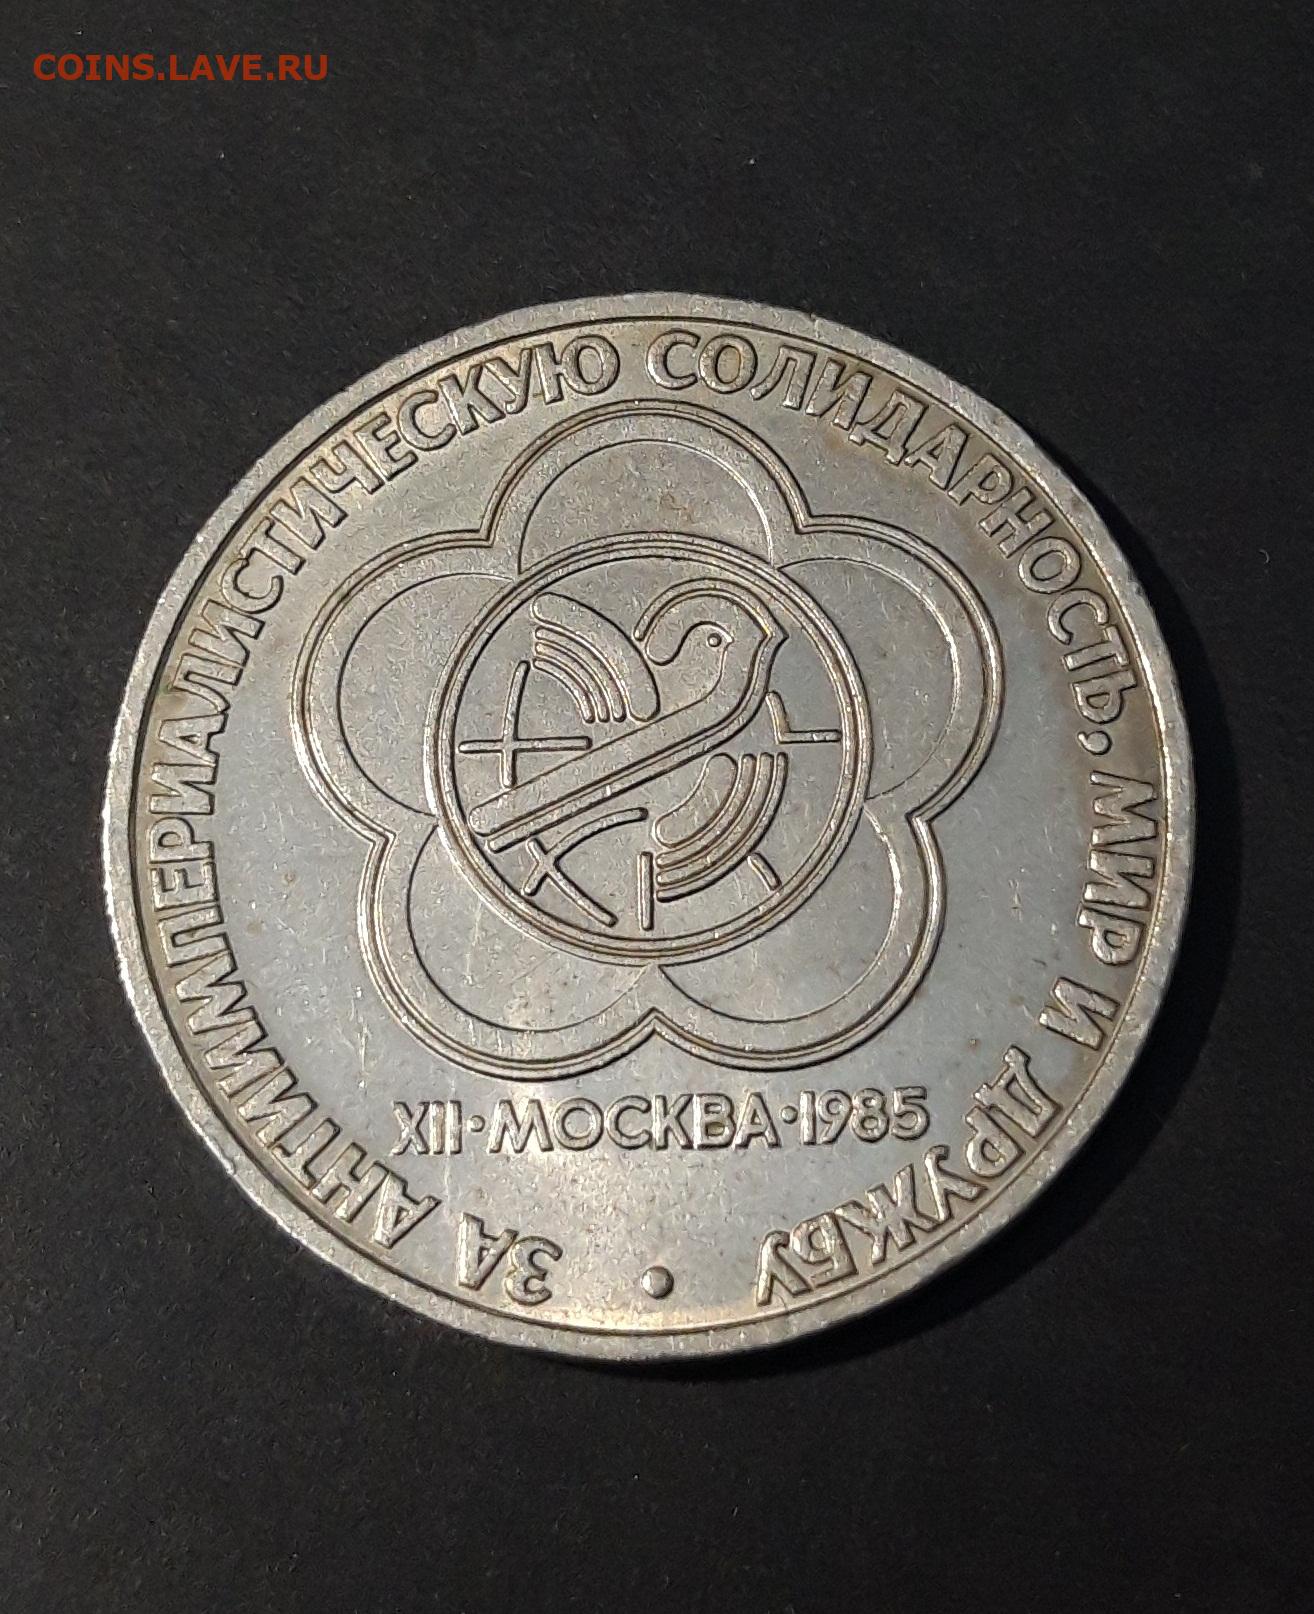 COINS.LAVE.RU
ЗА АНТИИМПЕРИАЛИСТИЧЕСКУЮ СОЛИДАРНОСТЬ, МИР И ДРУЖБУ
XII·МОСКВА·1985